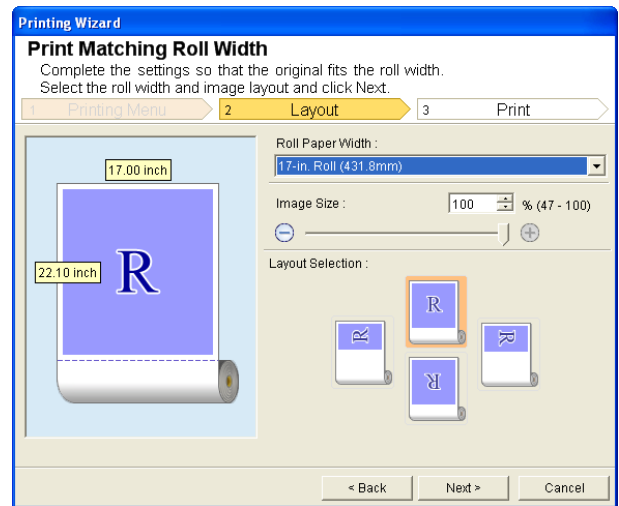 Printing Wizard
Print Matching Roll Width
Complete the settings so that the original fits the roll width.
Select the roll width and image layout and click Next.
1 Printing Menu 2 Layout 3 Print
Roll Paper Width :
17-in. Roll (431.8mm)
17.00 inch
Image Size : 100 % (47 - 100)
Layout Selection :
22.10 inch
R
R
R
R
R
< Back Next > Cancel